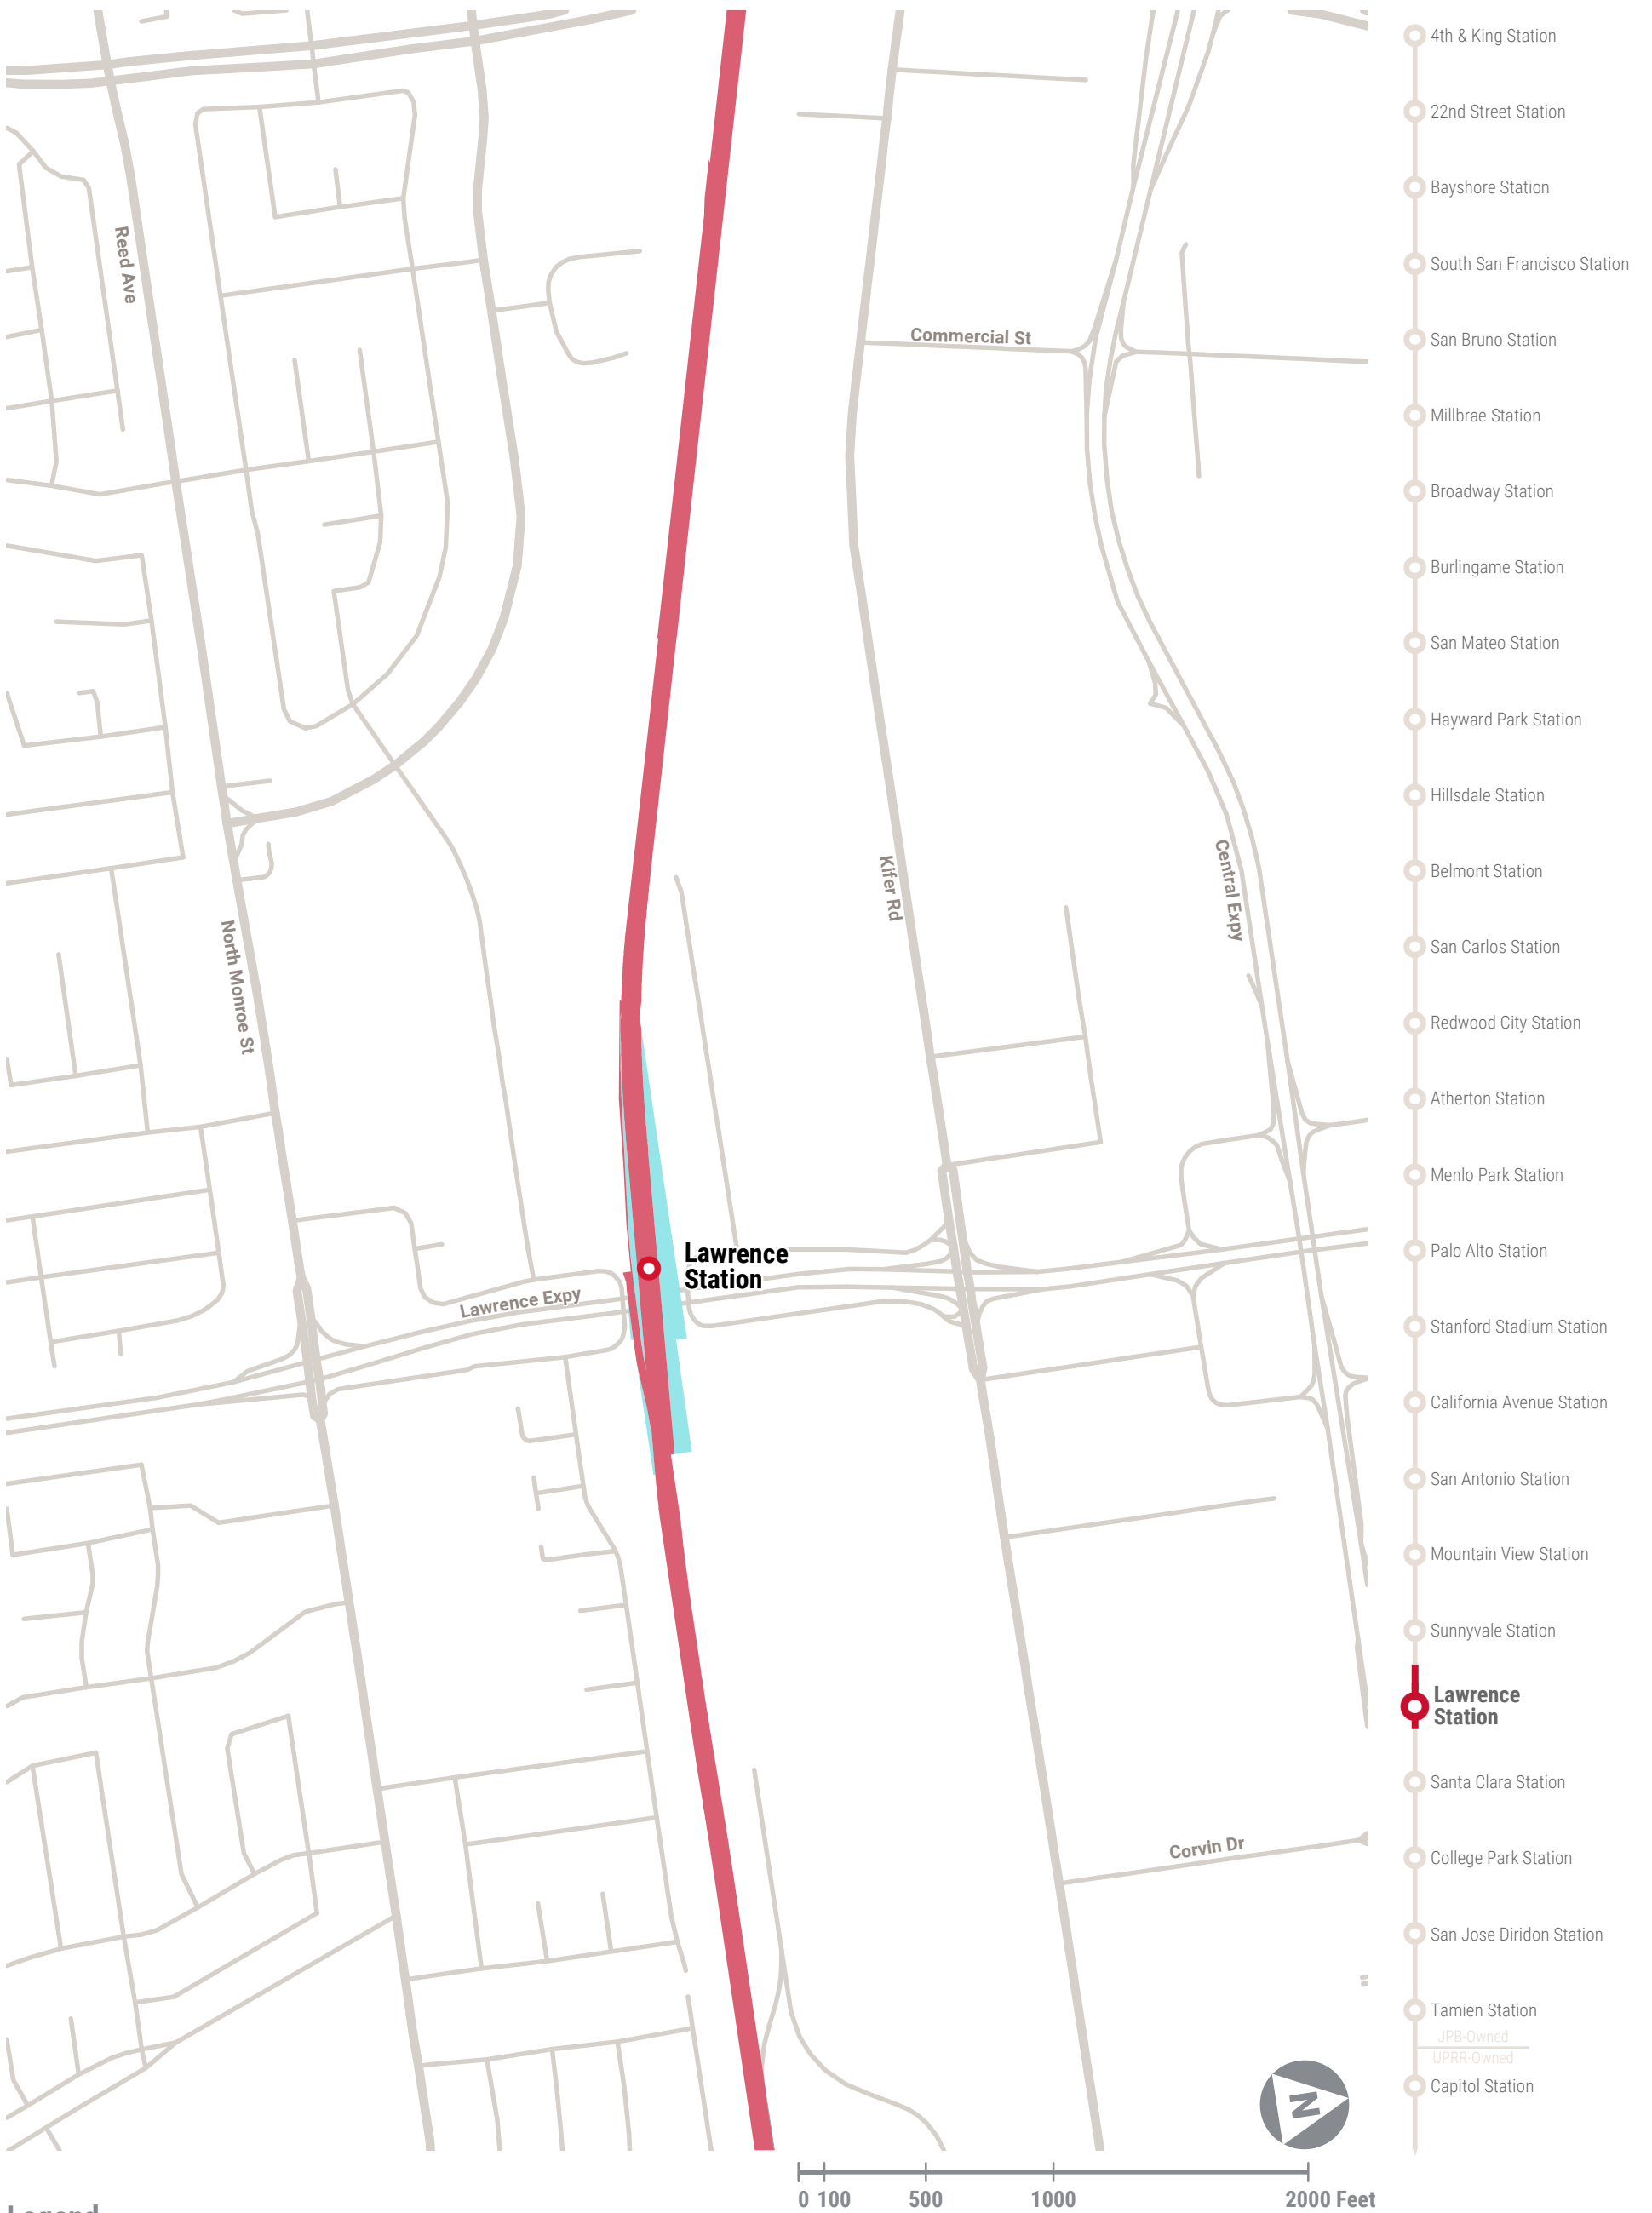 4th & King Station
22nd Street Station
Bayshore Station
South San Francisco Station
San Bruno Station
Millbrae Station
Broadway Station
Burlingame Station
San Mateo Station
Hayward Park Station
Hillsdale Station
Belmont Station
San Carlos Station
Redwood City Station
Atherton Station
Menlo Park Station
Palo Alto Station
Stanford Stadium Station
California Avenue Station
San Antonio Station
Mountain View Station
Sunnyvale Station
Lawrence
Station
Santa Clara Station
College Park Station
San Jose Diridon Station
Tamien Station
JPB-Owned
UPRR-Owned
Capitol Station
Reed Ave
Commercial St
Kifer Rd
Central Expy
North Monroe St
Lawrence
Station
Lawrence Expy
Corvin Dr
N
0 100 500 1000 2000 Feet
Legend